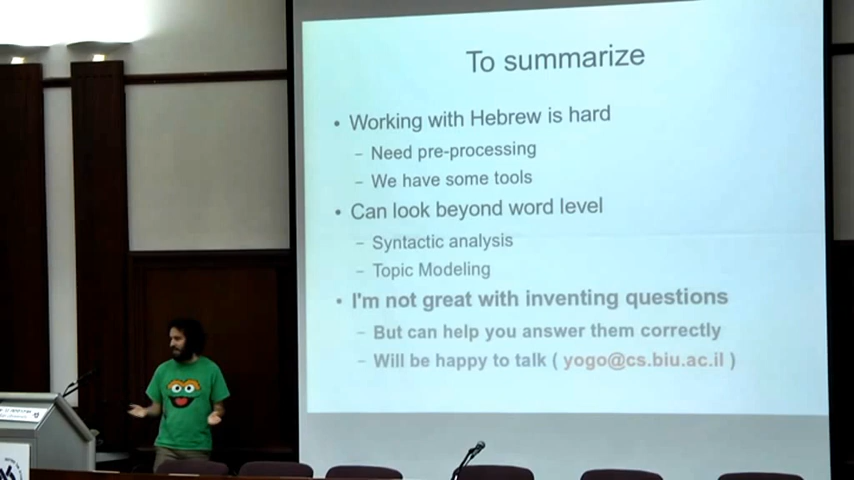 To summarize
• Working with Hebrew is hard
– Need pre-processing
– We have some tools
• Can look beyond word level
– Syntactic analysis
– Topic Modeling
• I'm not great with inventing questions
– But can help you answer them correctly
– Will be happy to talk ( yogo@cs.biu.ac.il )